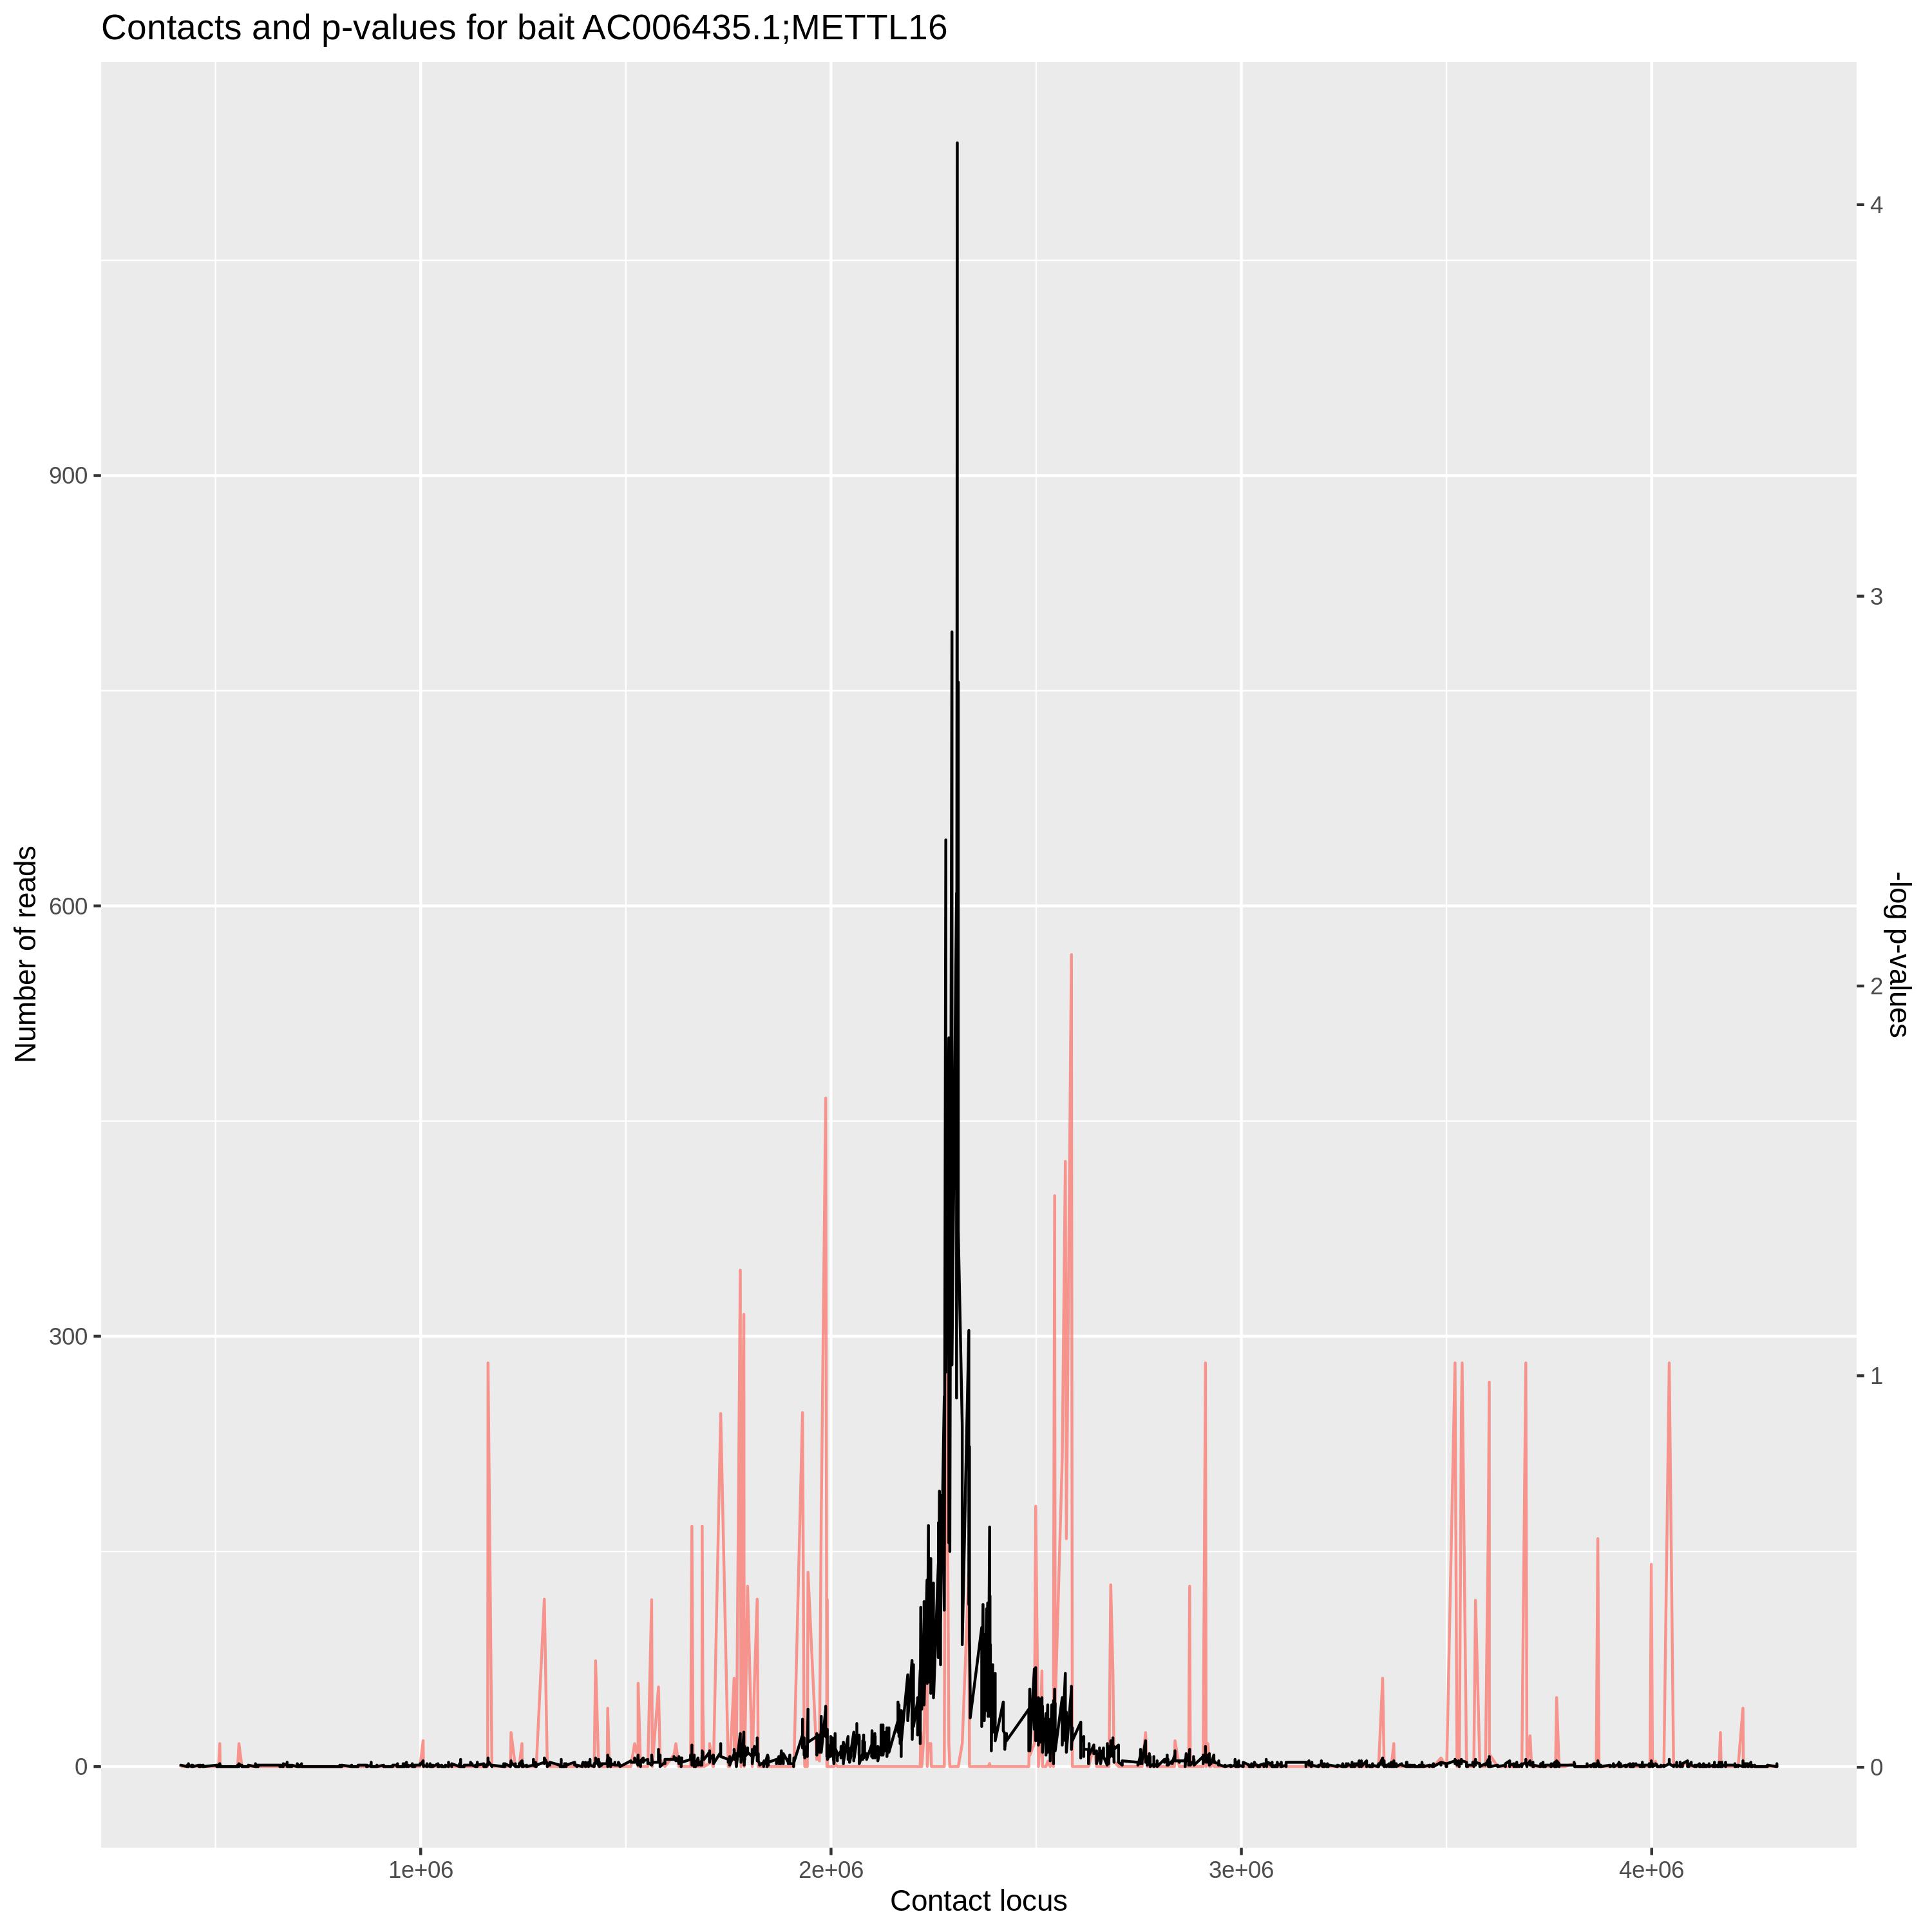 Contacts and p-values for bait AC006435.1;METTL16
Number of reads
900
600
300
0
4
3
2
1
0
-log p-values
1e+06 2e+06 3e+06 4e+06
Contact locus